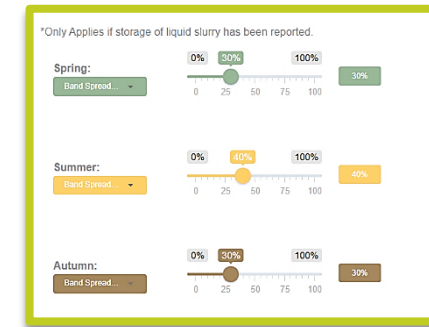 *Only Applies if storage of liquid slurry has been reported.
0% 30% 100%
Spring:
Band Spread... 30%
0 25 50 75 100
0% 40% 100%
Summer:
Band Spread... 40%
0 25 50 75 100
0% 30% 100%
Autumn:
Band Spread... 30%
0 25 50 75 100